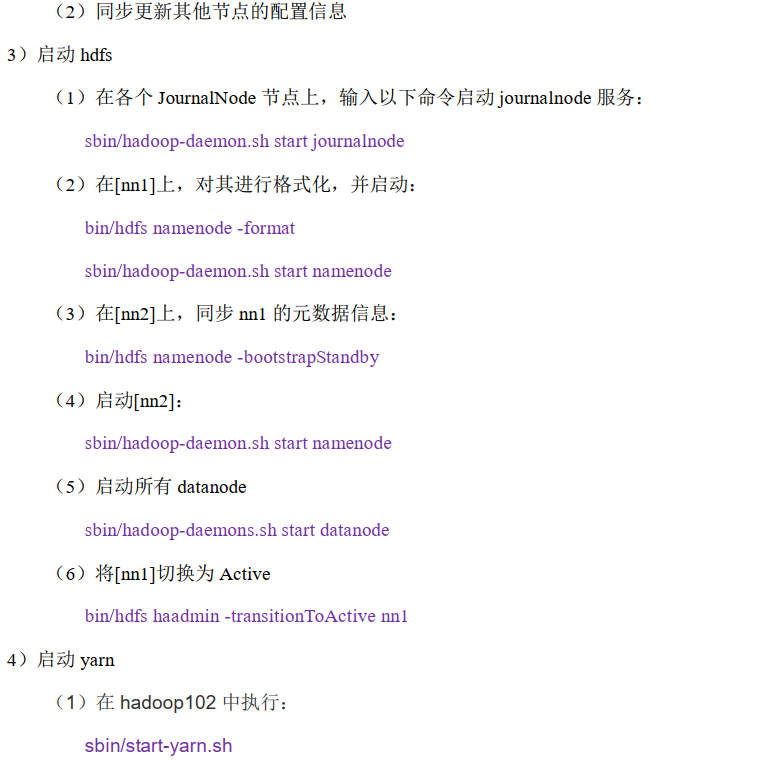 （2）同步更新其他节点的配置信息
3）启动 hdfs
（1）在各个 JournalNode 节点上，输入以下命令启动 journalnode 服务：
sbin/hadoop-daemon.sh start journalnode
（2）在[nn1]上，对其进行格式化，并启动：
bin/hdfs namenode -format
sbin/hadoop-daemon.sh start namenode
（3）在[nn2]上，同步 nn1 的元数据信息：
bin/hdfs namenode -bootstrapStandby
（4）启动[nn2]：
sbin/hadoop-daemon.sh start namenode
（5）启动所有 datanode
sbin/hadoop-daemons.sh start datanode
（6）将[nn1]切换为 Active
bin/hdfs haadmin -transitionToActive nn1
4）启动 yarn
（1）在 hadoop102 中执行：
sbin/start-yarn.sh